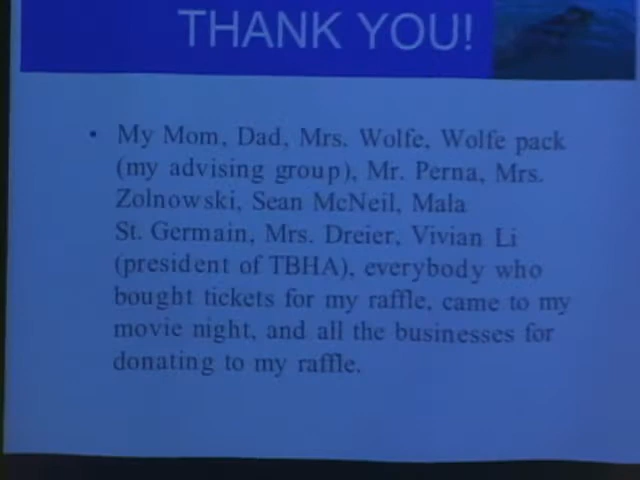 THANK YOU!
• My Mom, Dad, Mrs. Wolfe, Wolfe pack
(my advising group), Mr. Perna, Mrs.
Zolnowski, Sean McNeil, Mala
St. Germain, Mrs. Dreier, Vivian Li
(president of TBHA), everybody who
bought tickets for my raffle, came to my
movie night, and all the businesses for
donating to my raffle.